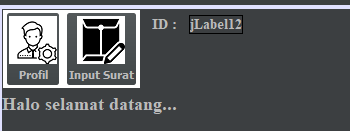 ID : jLabel12
Profil Input Surat
Halo selamat datang...